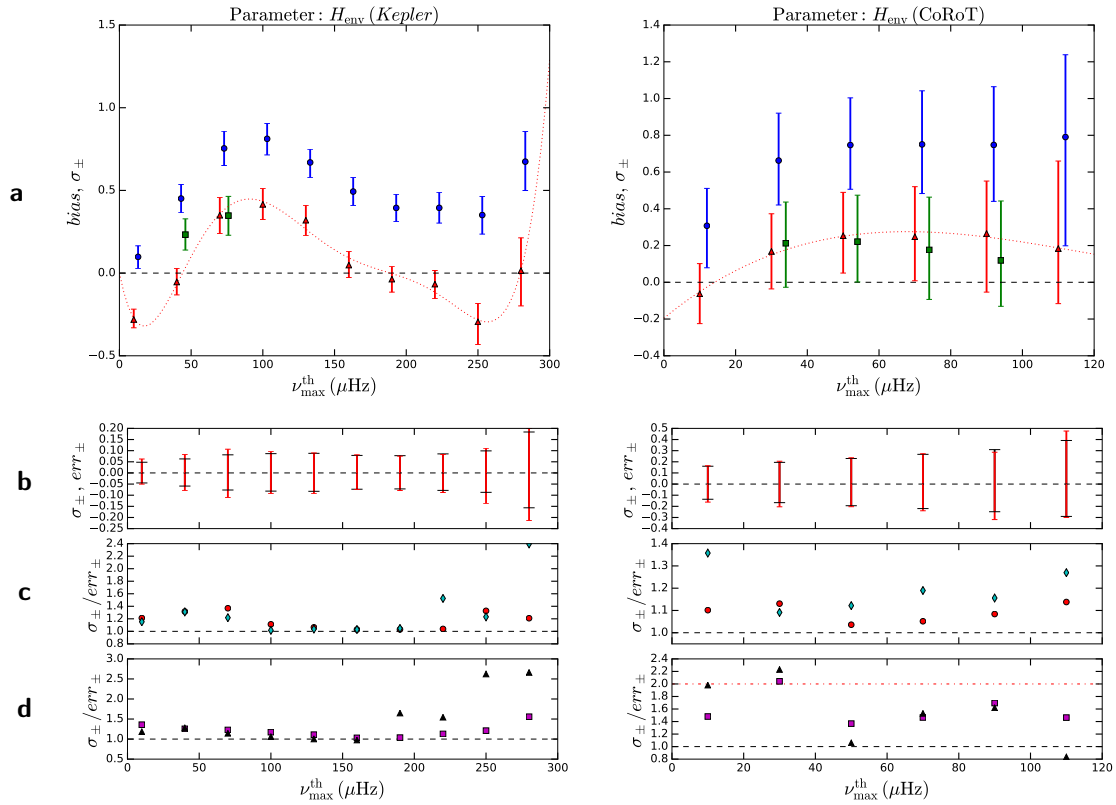 Parameter : H_env (Kepler)
Parameter : H_env (CoRoT)
a
bias, σ±
1.5
1.0
0.5
0.0
−0.5
0 50 100 150 200 250 300
ν_max^th (μHz)
bias, σ±
1.4
1.2
1.0
0.8
0.6
0.4
0.2
0.0
−0.2
−0.4
0 20 40 60 80 100 120
ν_max^th (μHz)
b
σ±, err±
0.20
0.15
0.10
0.05
0.00
−0.05
−0.10
−0.15
−0.20
−0.25
σ±, err±
0.5
0.4
0.3
0.2
0.1
0.0
−0.1
−0.2
−0.3
−0.4
c
σ±/err±
2.4
2.2
2.0
1.8
1.6
1.4
1.2
1.0
0.8
σ±/err±
1.4
1.3
1.2
1.1
1.0
d
σ±/err±
3.0
2.5
2.0
1.5
1.0
0.5
0 50 100 150 200 250 300
ν_max^th (μHz)
σ±/err±
2.4
2.2
2.0
1.8
1.6
1.4
1.2
1.0
0.8
0 20 40 60 80 100 120
ν_max^th (μHz)